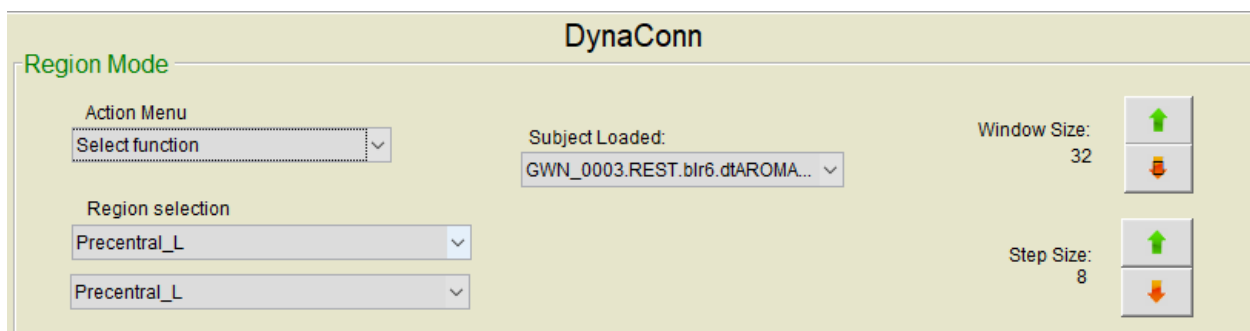 DynaConn
Region Mode
Action Menu
Select function
Subject Loaded:
GWN_0003.REST.blr6.dtAROMA...
Window Size:
32
Region selection
Precentral_L
Precentral_L
Step Size:
8